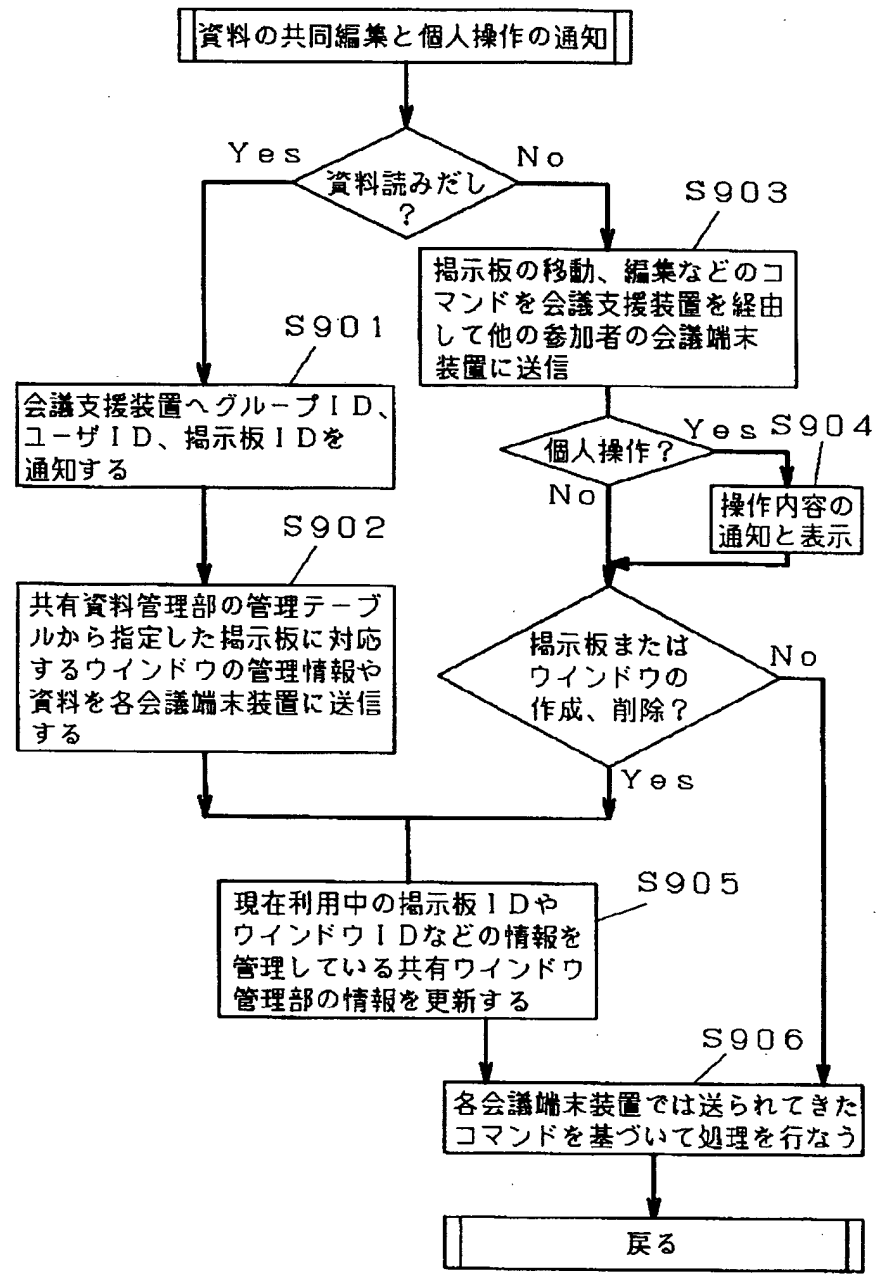 資料の共同編集と個人操作の通知
Yes
No
資料読みだし
?
S903
掲示板の移動、編集などのコ
マンドを会議支援装置を経由
して他の参加者の会議端末
装置に送信
S901
会議支援装置へグループID、
ユーザID、掲示板IDを
通知する
個人操作?
Yes
No
S904
操作内容の
通知と表示
S902
共有資料管理部の管理テーブ
ルから指定した掲示板に対応
するウインドウの管理情報や
資料を各会議端末装置に送信
する
掲示板または
ウインドウの
作成、削除?
No
Yes
S905
現在利用中の掲示板IDや
ウインドウIDなどの情報を
管理している共有ウインドウ
管理部の情報を更新する
S906
各会議端末装置では送られてきた
コマンドを基づいて処理を行なう
戻る